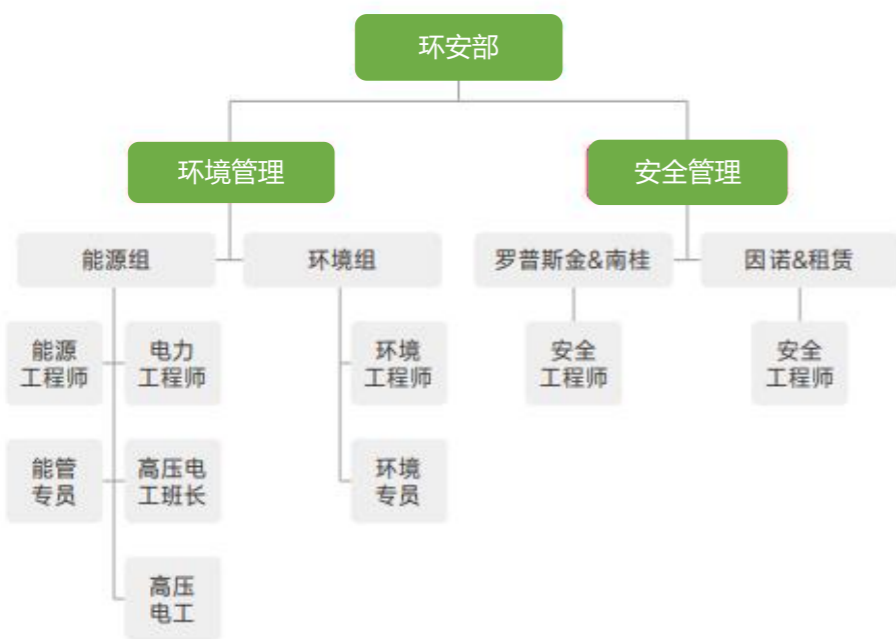 环安部
环境管理
安全管理
能源组
环境组
罗普斯金&南桂
因诺&租赁
能源
工程师
电力
工程师
环境
工程师
安全
工程师
安全
工程师
能管
专员
高压电
工班长
环境
专员
高压
电工